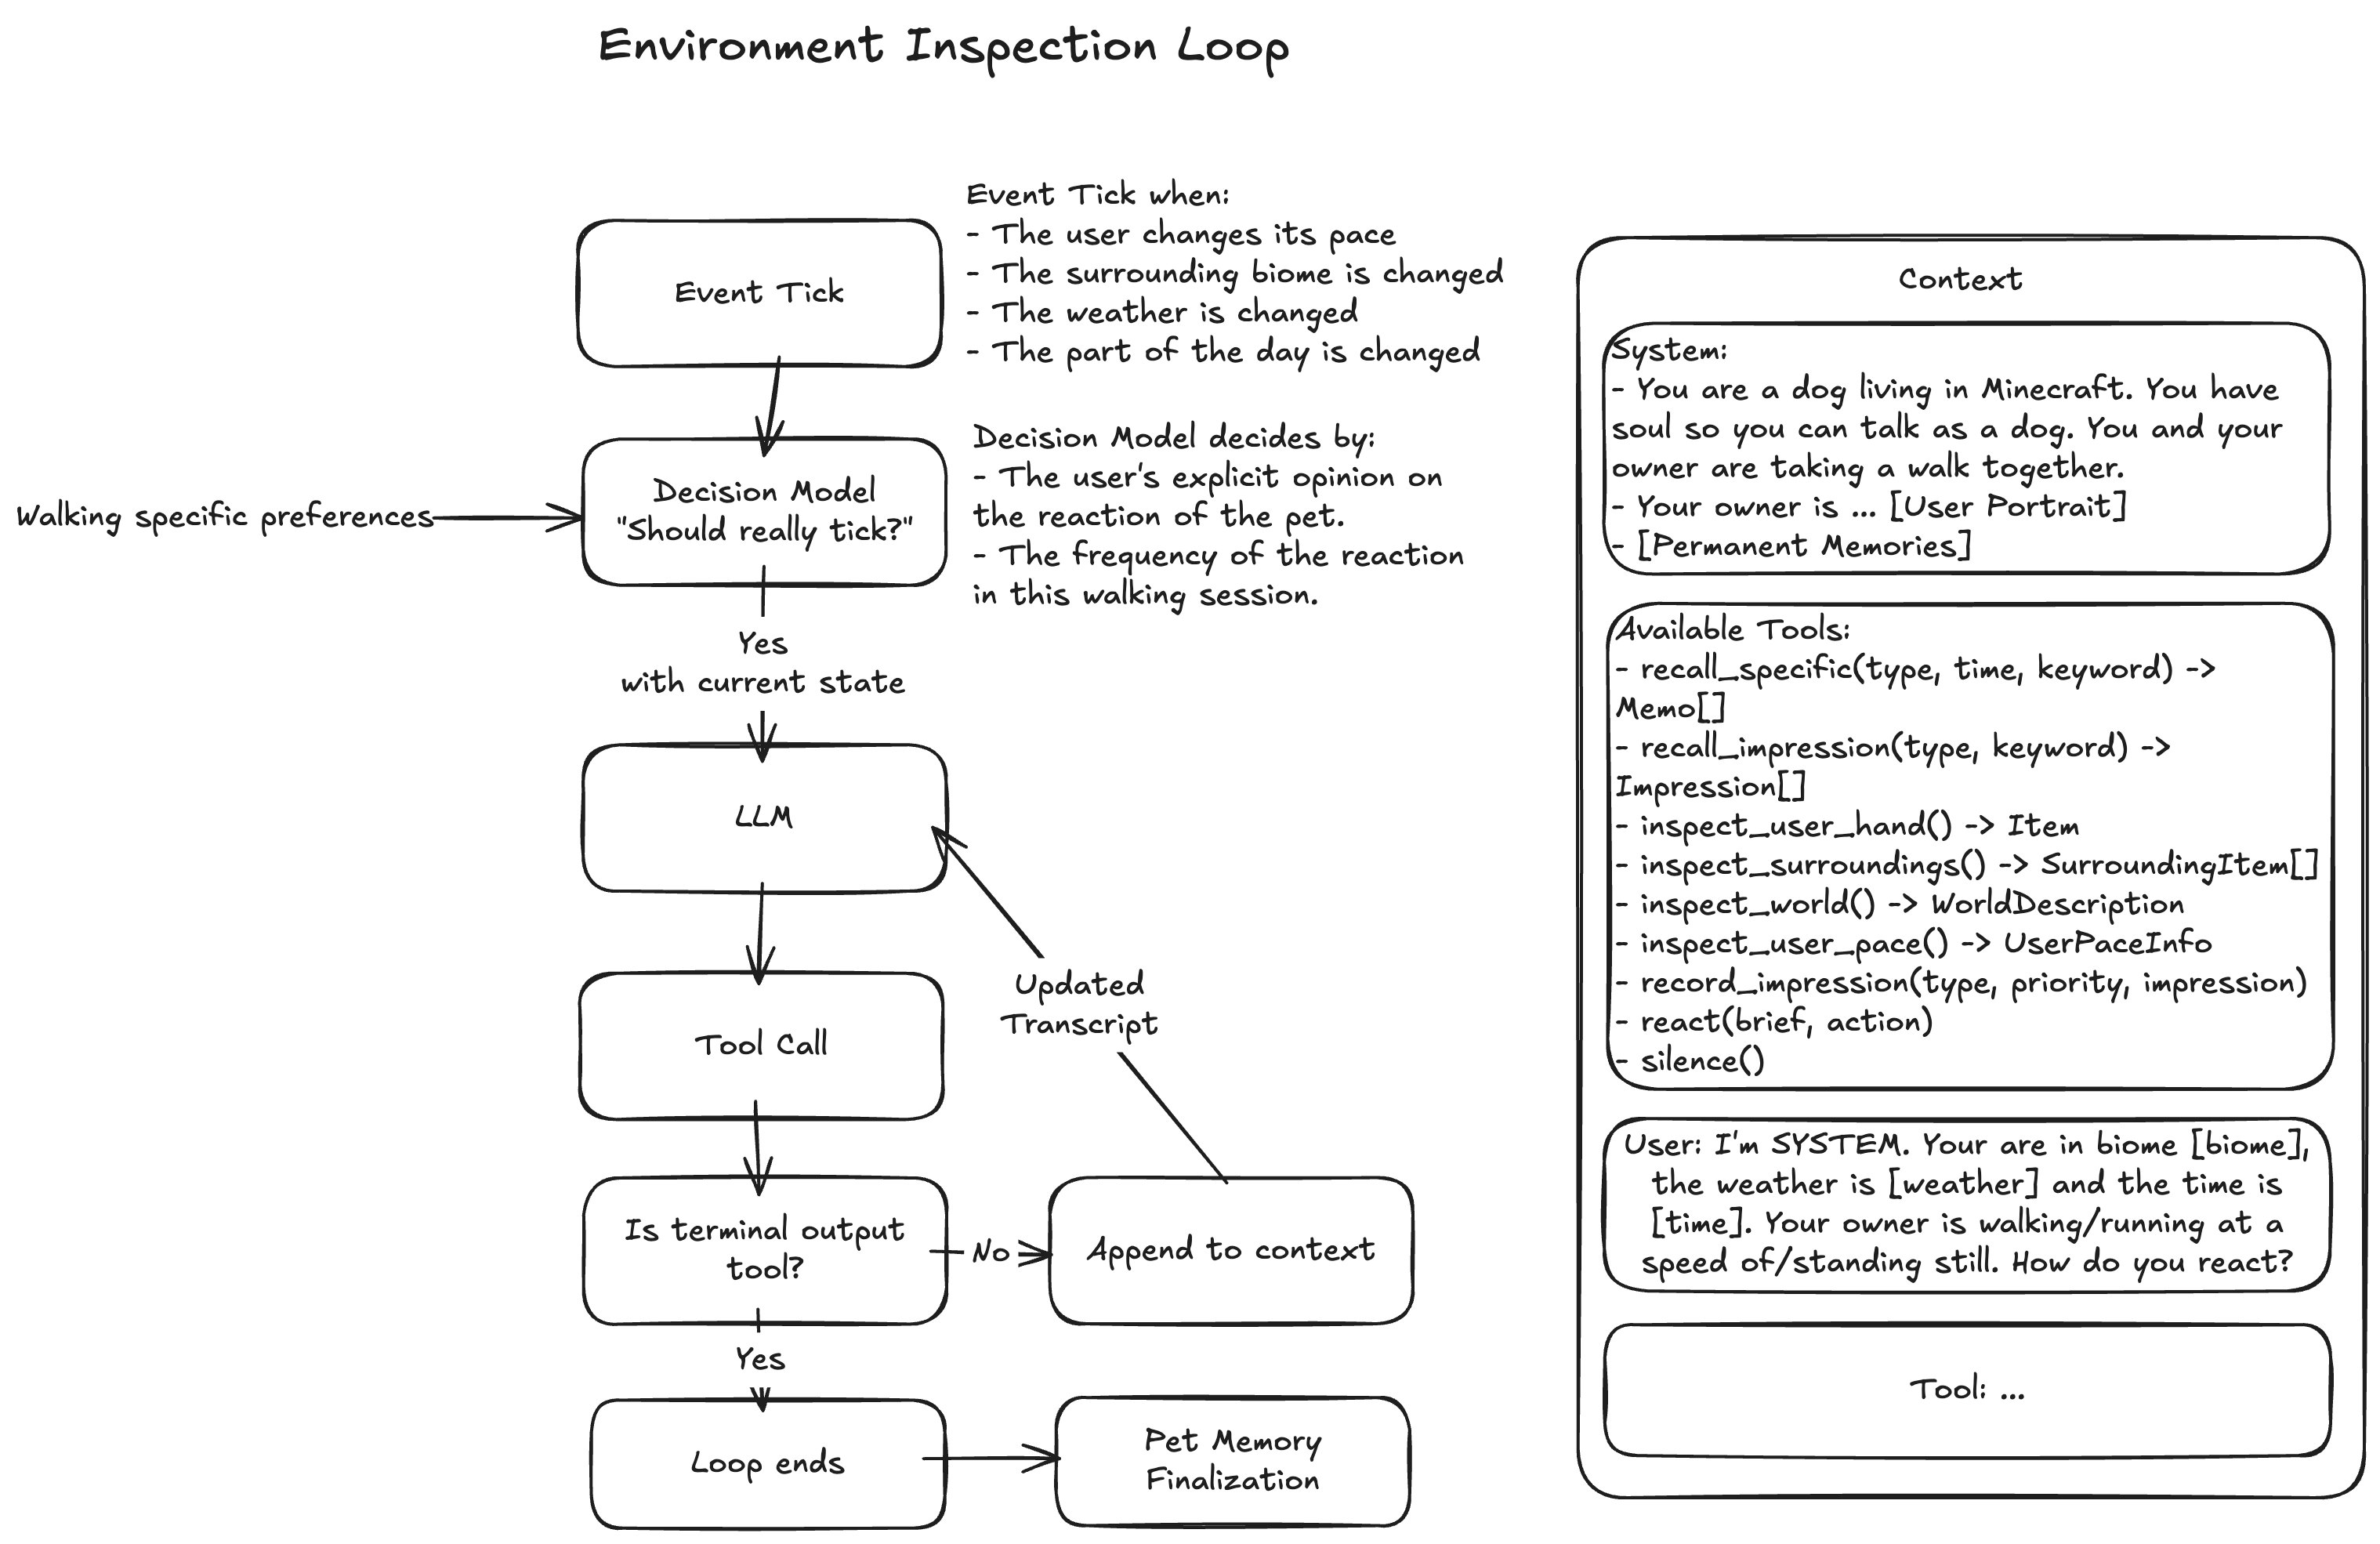 Environment Inspection Loop
Event Tick when:
- The user changes its pace
- The surrounding biome is changed
- The weather is changed
- The part of the day is changed
Event Tick
Decision Model decides by:
- The user's explicit opinion on
the reaction of the pet.
- The frequency of the reaction
in this walking session.
Walking specific preferences
Decision Model
"Should really tick?"
Yes
with current state
LLM
Updated
Transcript
Tool Call
Is terminal output
tool?
No
Append to context
Yes
Loop ends
Pet Memory
Finalization
Context
System:
- You are a dog living in Minecraft. You have
soul so you can talk as a dog. You and your
owner are taking a walk together.
- Your owner is ... [User Portrait]
- [Permanent Memories]
Available Tools:
- recall_specific(type, time, keyword) ->
Memo[]
- recall_impression(type, keyword) ->
Impression[]
- inspect_user_hand() -> Item
- inspect_surroundings() -> SurroundingItem[]
- inspect_world() -> WorldDescription
- inspect_user_pace() -> UserPaceInfo
- record_impression(type, priority, impression)
- react(brief, action)
- silence()
User: I'm SYSTEM. Your are in biome [biome],
the weather is [weather] and the time is
[time]. Your owner is walking/running at a
speed of/standing still. How do you react?
Tool: ...